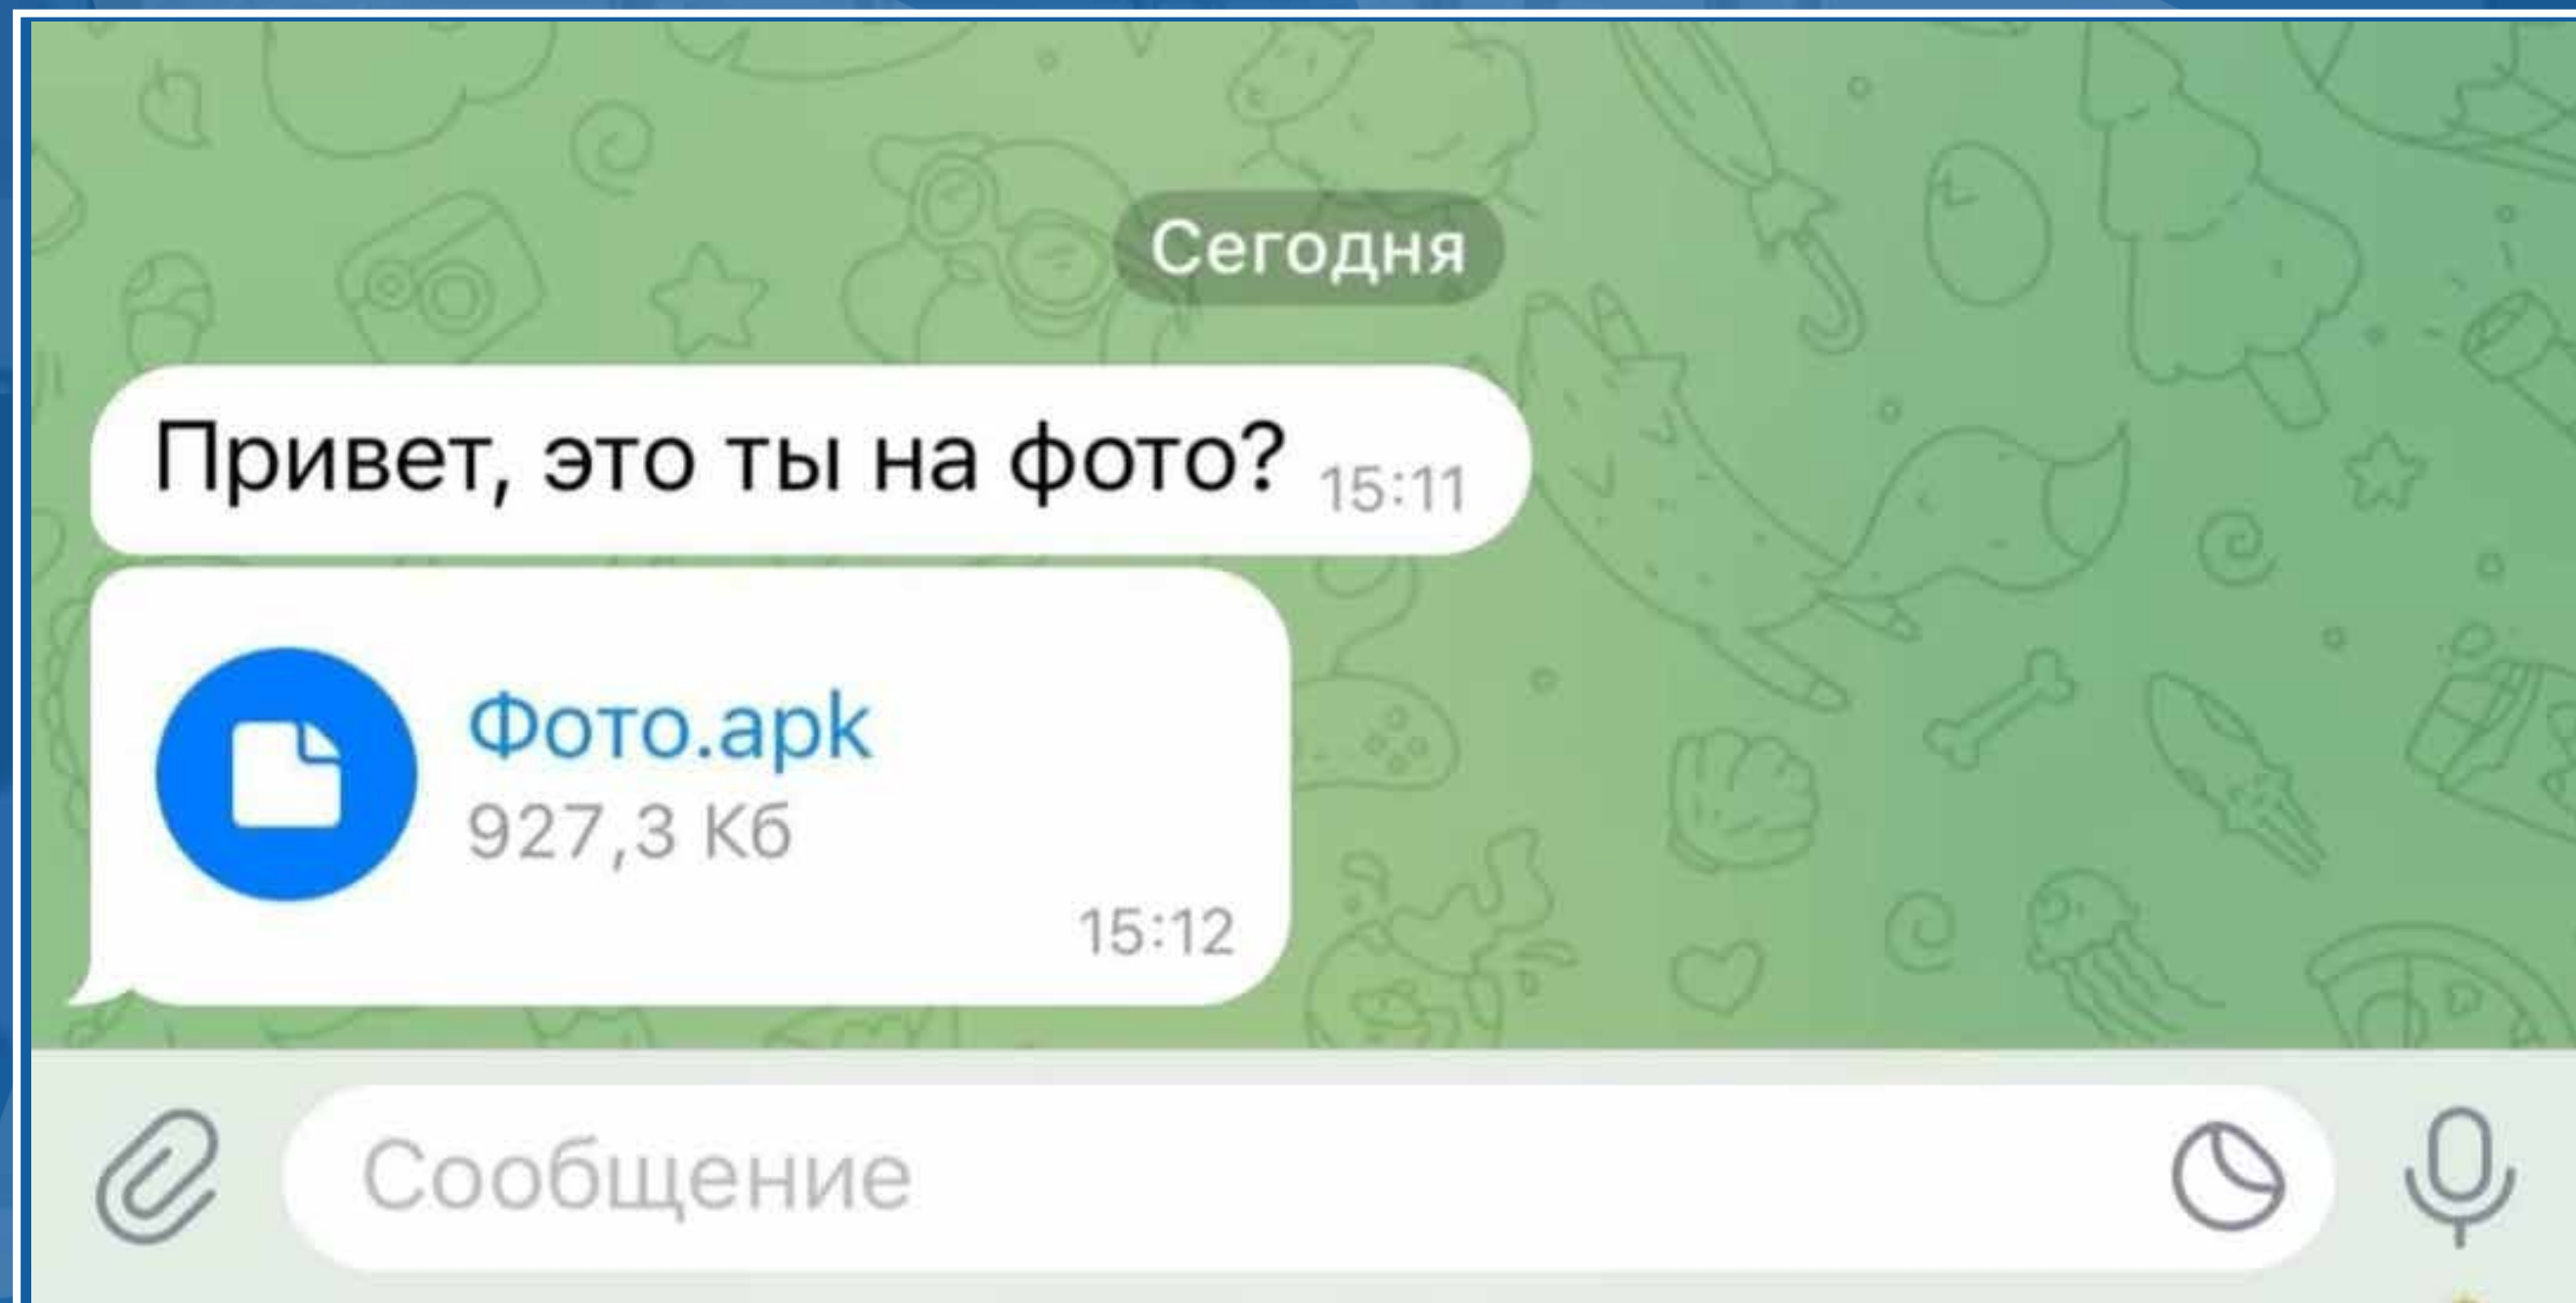 Сегодня
Привет, это ты на фото? 15:11
Фото.apk
927,3 Кб
15:12
Сообщение